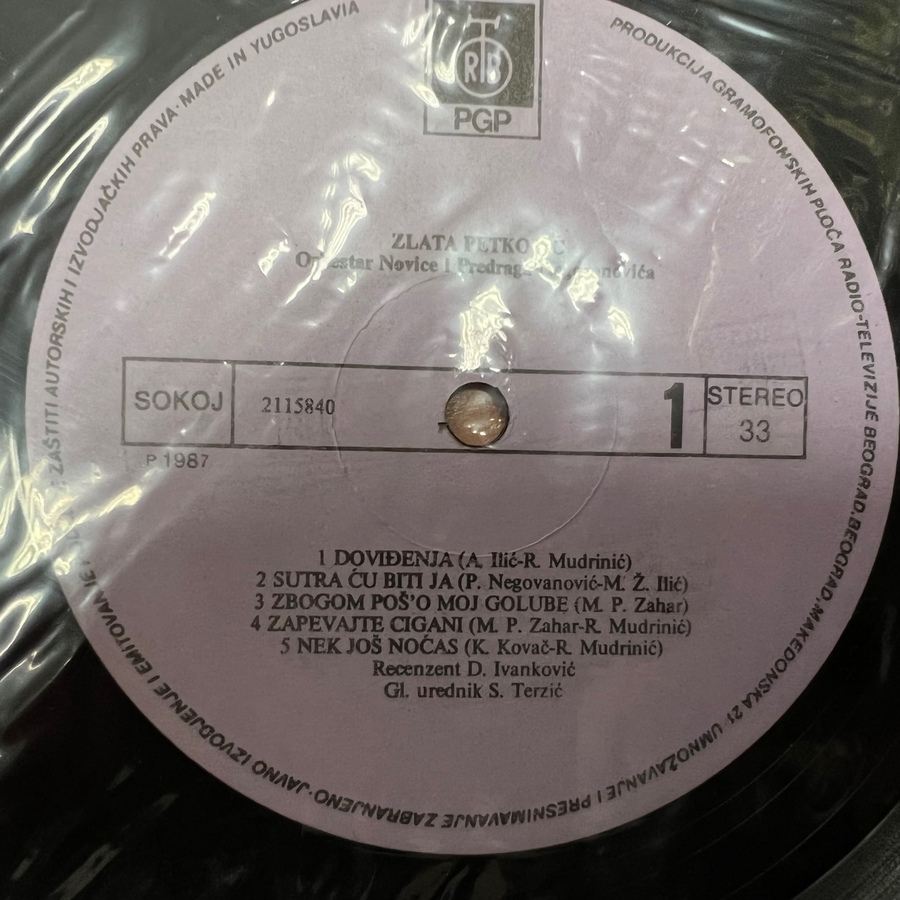 ZAŠTITI AUTORSKIH I IZVODJAČKIH PRAVA · MADE IN YUGOSLAVIA
PRODUKCIJA GRAMOFONSKIH PLOČA RADIO-TELEVIZIJE BEOGRAD, BEOGRAD, MAKEDONSKA 21 · UMNOŽAVANJE I PRESNIMAVANJE ZABRANJENO · JAVNO IZVODJENJE I EMITOVANJE
RTB
PGP
ZLATA
Novice i
SOKOJ
2115840
1
STEREO
33
P 1987
1 DOVIĐENJA (A. Ilić-R. Mudrinić)
2 SUTRA ĆU BITI JA (P. Negovanović-M. Ž. Ilić)
3 ZBOGOM POŠ'O MOJ GOLUBE (M. P. Zahar)
4 ZAPEVAJTE CIGANI (M. P. Zahar-R. Mudrinić)
5 NEK JOŠ NOĆAS (K. Kovač-R. Mudrinić)
Recenzent D. Ivanković
Gl. urednik S. Terzić